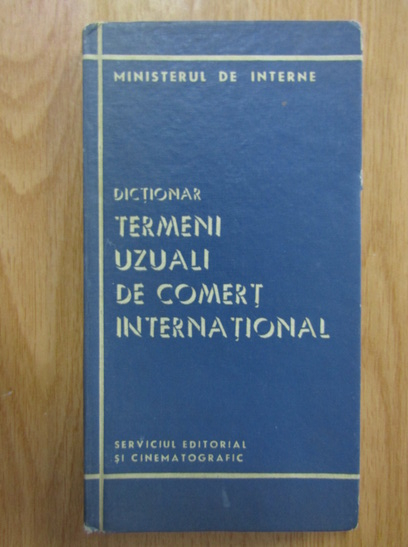 MINISTERUL DE INTERNE
DICȚIONAR
TERMENI
UZUALI
DE COMERȚ
INTERNAȚIONAL
SERVICIUL EDITORIAL
ȘI CINEMATOGRAFIC